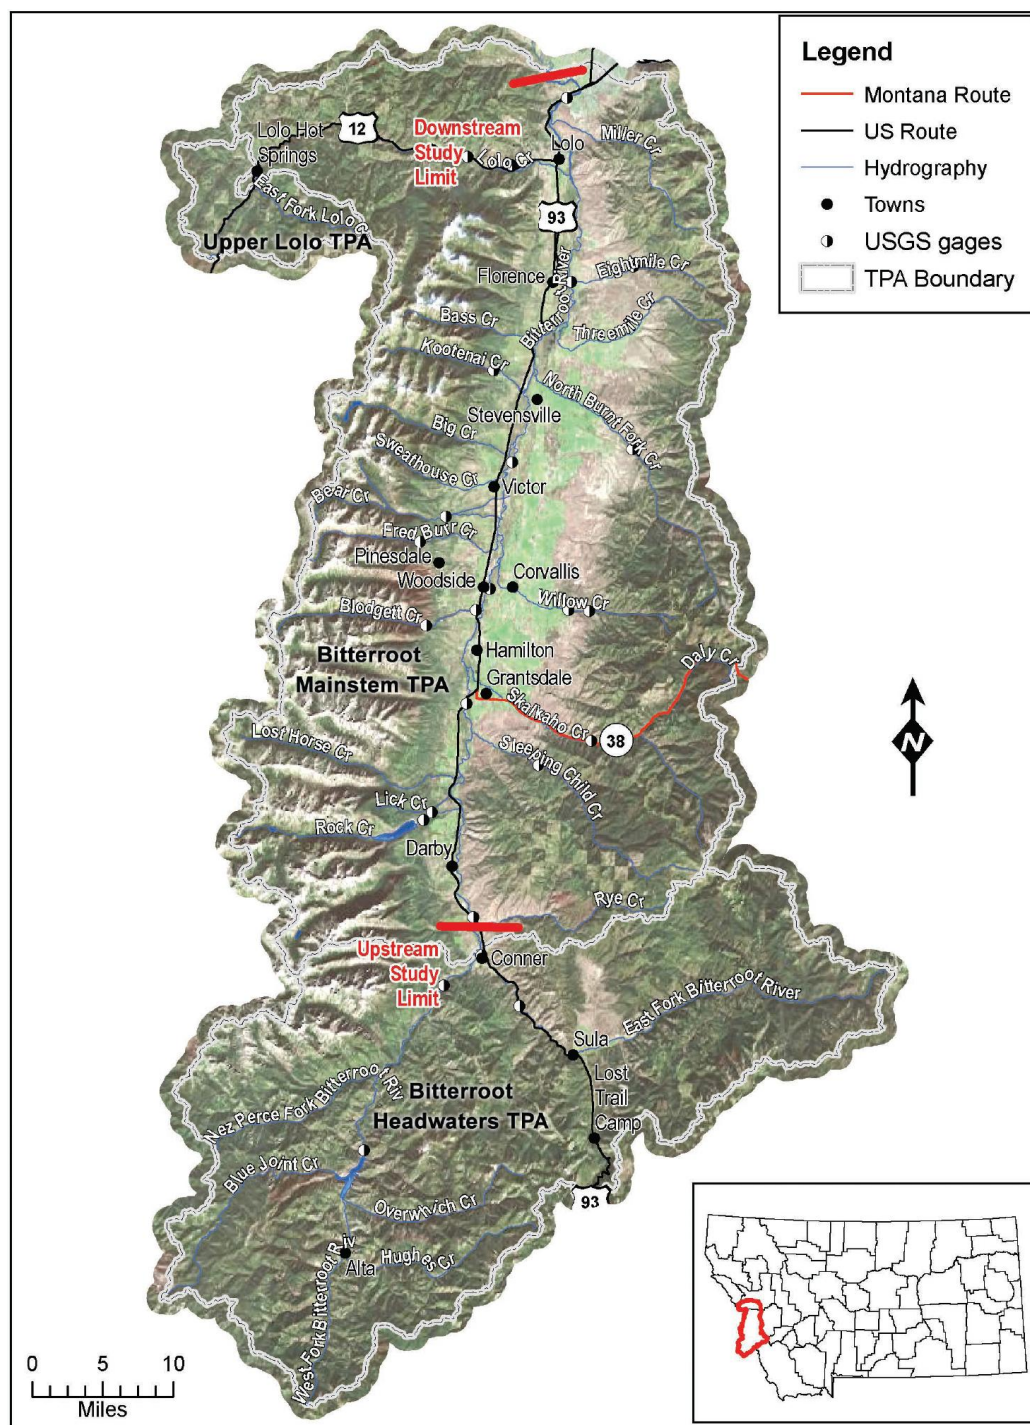 Legend
Montana Route
US Route
Hydrography
Towns
USGS gages
TPA Boundary
12
Lolo Hot
Springs
Downstream
Study
Limit
Lolo Cr
Lolo
Miller Cr
East Fork Lolo C
Upper Lolo TPA
93
Florence
Bitterroot River
Eightmile Cr
Threemile Cr
Bass Cr
Kootenai Cr
North Burnt Fork Cr
Stevensville
Big Cr
Sweathouse Cr
Victor
Bear Cr
Fred Burr Cr
Pinesdale
Woodside
Corvallis
Willow Cr
Blodgett Cr
Bitterroot
Mainstem TPA
Hamilton
Grantsdale
Daly Cr
Skalkaho Cr
38
Sleeping Child Cr
Lost Horse Cr
Lick Cr
Rock Cr
Darby
Rye Cr
Upstream
Study
Limit
Conner
East Fork Bitterroot River
Sula
Lost
Trail
Camp
Nez Perce Fork Bitterroot Riv
Bitterroot
Headwaters TPA
Blue Joint Cr
Overwhich Cr
93
Hughes Cr
Alta
West Fork Bitterroot Riv
N
0 5 10
Miles